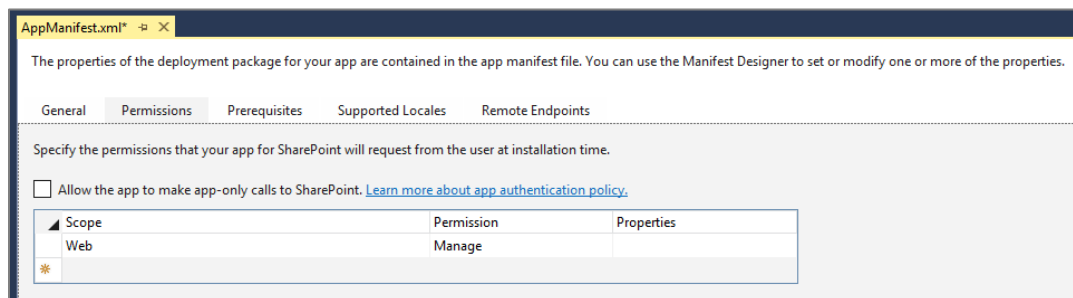 AppManifest.xml*
The properties of the deployment package for your app are contained in the app manifest file. You can use the Manifest Designer to set or modify one or more of the properties.
General Permissions Prerequisites Supported Locales Remote Endpoints
Specify the permissions that your app for SharePoint will request from the user at installation time.
Allow the app to make app-only calls to SharePoint. Learn more about app authentication policy.
Scope Permission Properties
Web Manage